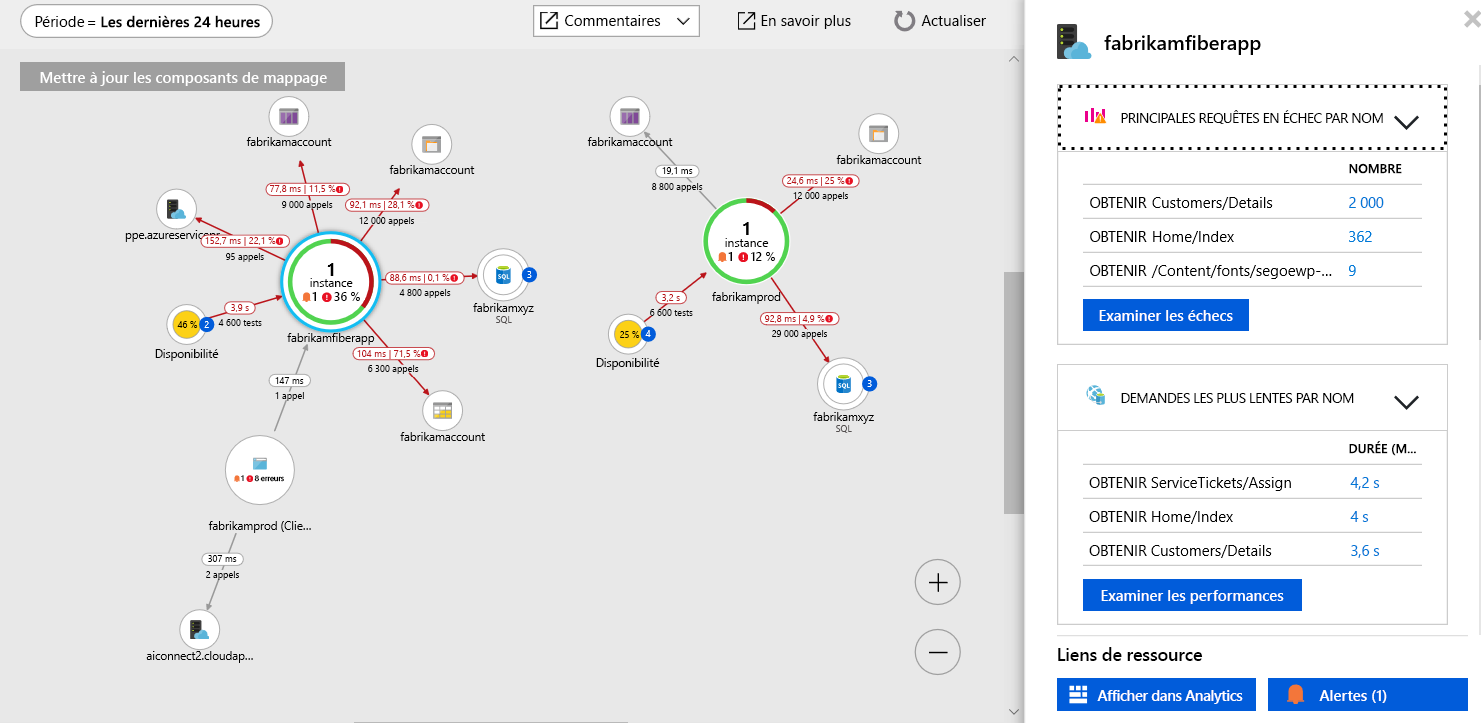 Période = Les dernières 24 heures
Commentaires
En savoir plus
Actualiser
Mettre à jour les composants de mappage
fabrikamaccount
77,8 ms | 11,5 %
9 000 appels
fabrikamaccount
92,1 ms | 28,1 %
12 000 appels
ppe.azureservicepr
152,7 ms | 22,1 %
95 appels
1
instance
1 36 %
fabrikamfiberapp
88,6 ms | 0,1 %
4 800 appels
SQL
3
fabrikamxyz
SQL
3,9 s
4 600 tests
46 % 2
Disponibilité
104 ms | 71,5 %
6 300 appels
fabrikamaccount
147 ms
1 appel
1 8 erreurs
fabrikamprod (Clie...
307 ms
2 appels
aiconnect2.cloudap...
fabrikamaccount
19,1 ms
8 800 appels
fabrikamaccount
24,6 ms | 25 %
12 000 appels
1
instance
1 12 %
fabrikamprod
3,2 s
6 600 tests
25 % 4
Disponibilité
92,8 ms | 4,9 %
29 000 appels
SQL
3
fabrikamxyz
SQL
fabrikamfiberapp
PRINCIPALES REQUÊTES EN ÉCHEC PAR NOM
NOMBRE
OBTENIR Customers/Details 2 000
OBTENIR Home/Index 362
OBTENIR /Content/fonts/segoewp-... 9
Examiner les échecs
DEMANDES LES PLUS LENTES PAR NOM
DURÉE (M...
OBTENIR ServiceTickets/Assign 4,2 s
OBTENIR Home/Index 4 s
OBTENIR Customers/Details 3,6 s
Examiner les performances
Liens de ressource
Afficher dans Analytics
Alertes (1)